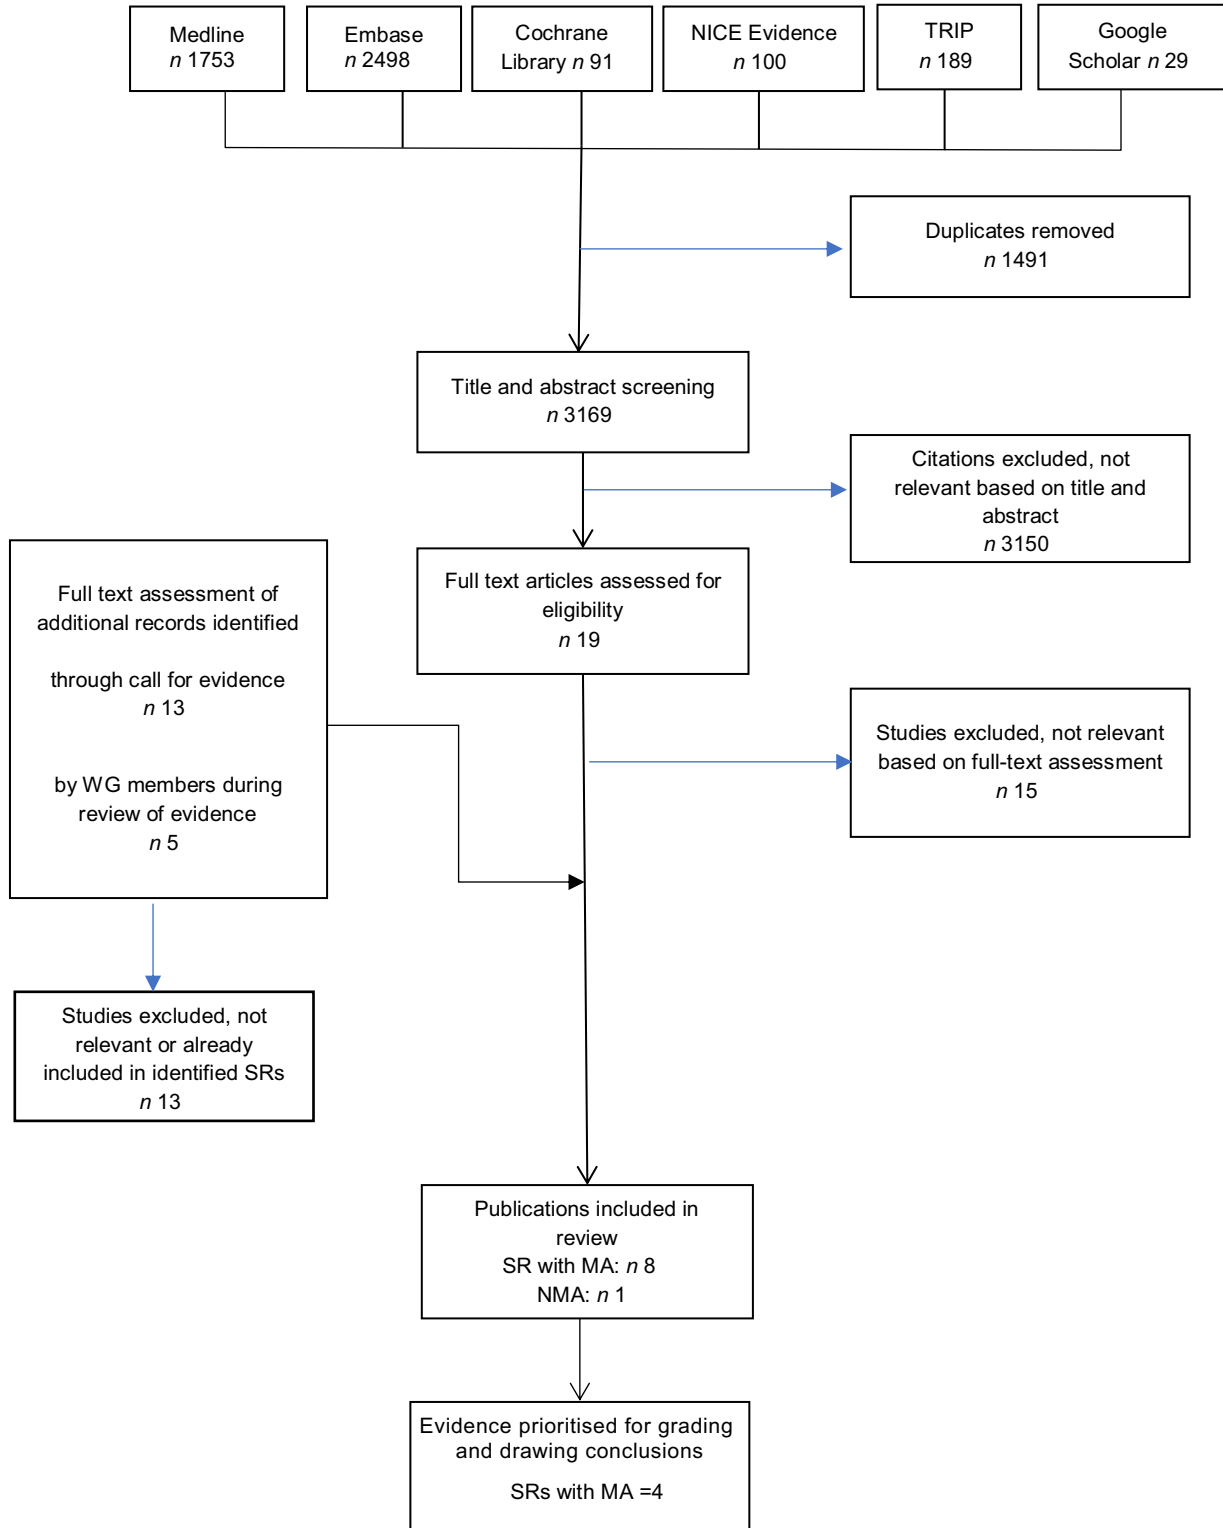 Medline
n 1753
Embase
n 2498
Cochrane
Library n 91
NICE Evidence
n 100
TRIP
n 189
Google
Scholar n 29
Duplicates removed
n 1491
Title and abstract screening
n 3169
Citations excluded, not
relevant based on title and
abstract
n 3150
Full text articles assessed for
eligibility
n 19
Full text assessment of
additional records identified
through call for evidence
n 13
by WG members during
review of evidence
n 5
Studies excluded, not relevant
based on full-text assessment
n 15
Studies excluded, not
relevant or already
included in identified SRs
n 13
Publications included in
review
SR with MA: n 8
NMA: n 1
Evidence prioritised for grading
and drawing conclusions
SRs with MA =4